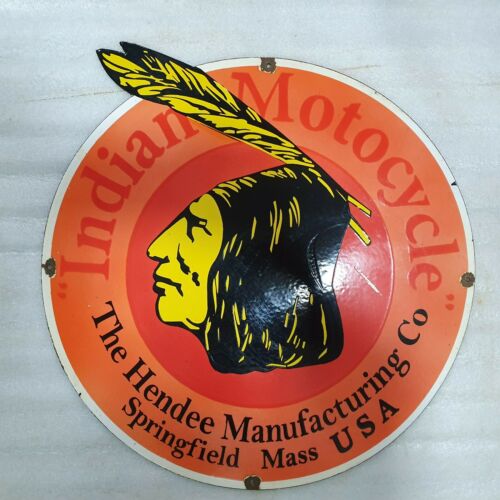 "Indian Motocycle"
The Hendee Manufacturing Co
Springfield Mass USA